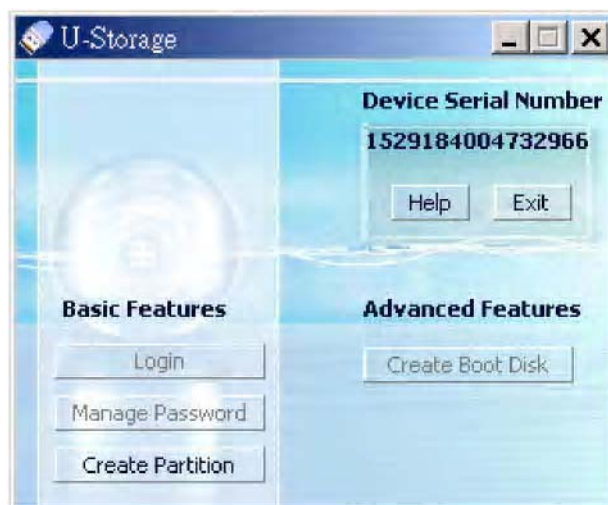 U-Storage
Device Serial Number
1529184004732966
Help Exit
Basic Features
Advanced Features
Login
Create Boot Disk
Manage Password
Create Partition